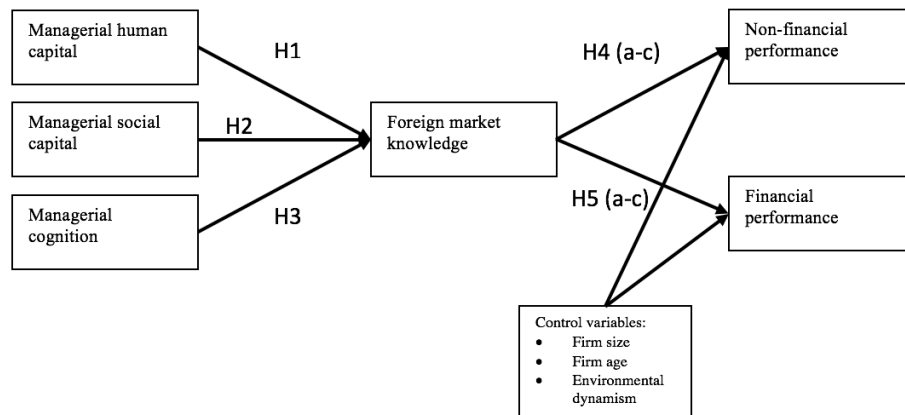 Managerial human
capital
H1
Managerial social
capital
H2
Managerial
cognition
H3
Foreign market
knowledge
H4 (a-c)
Non-financial
performance
H5 (a-c)
Financial
performance
Control variables:
• Firm size
• Firm age
• Environmental
dynamism